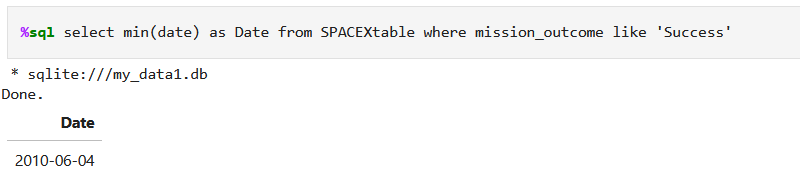 %sql select min(date) as Date from SPACEXtable where mission_outcome like 'Success'
* sqlite:///my_data1.db
Done.
Date
2010-06-04